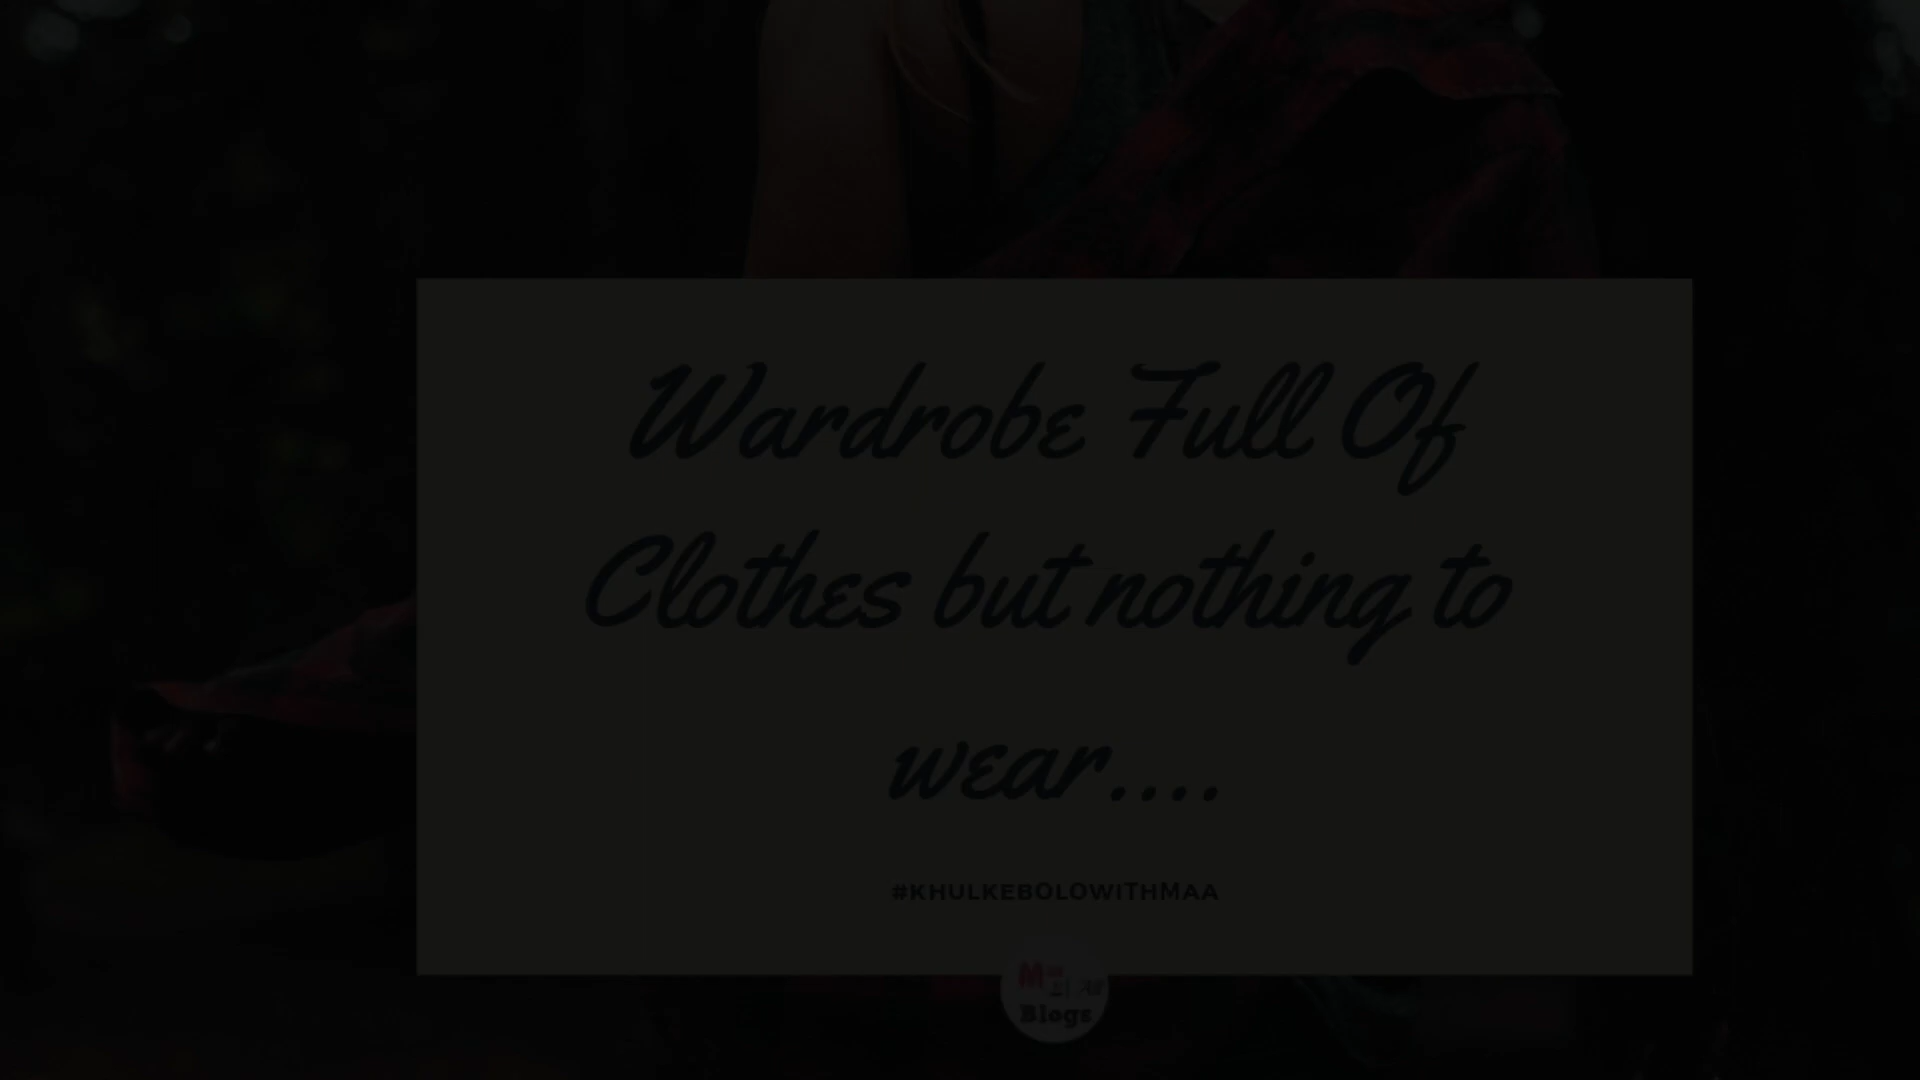 Wardrobe Full Of
Clothes but nothing to
wear....
#KHULKEBOLOWITHMAA
Blogs